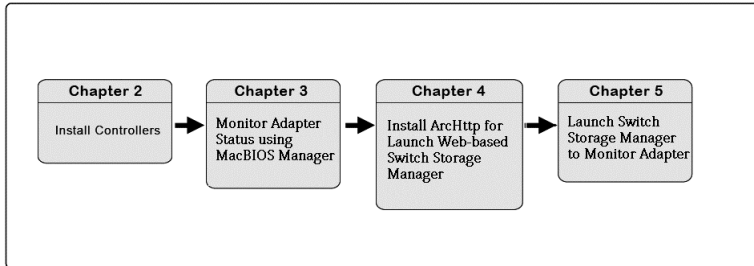 Chapter 2
Install Controllers
Chapter 3
Monitor Adapter
Status using
MacBIOS Manager
Chapter 4
Install ArcHttp for
Launch Web-based
Switch Storage
Manager
Chapter 5
Launch Switch
Storage Manager
to Monitor Adapter